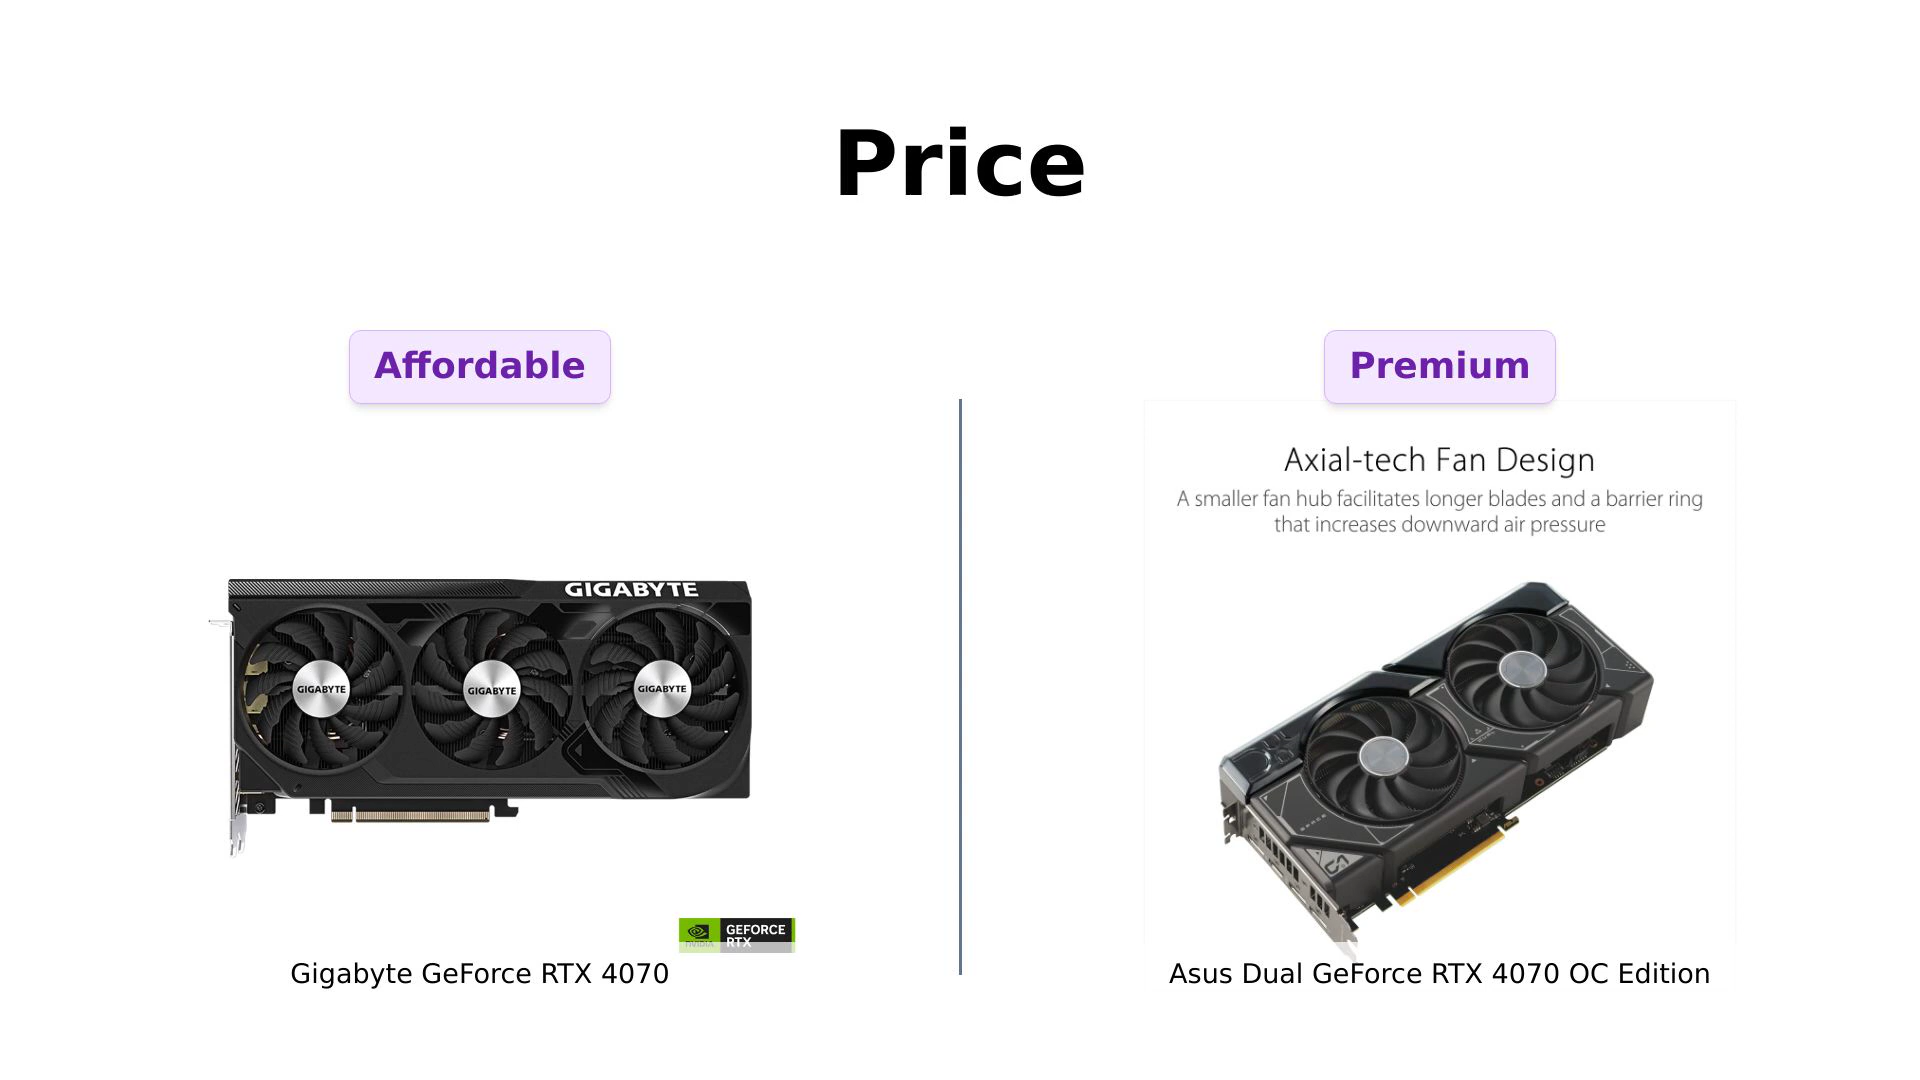 Price
Affordable
Premium
Axial-tech Fan Design
A smaller fan hub facilitates longer blades and a barrier ring
that increases downward air pressure
GIGABYTE
GIGABYTE
GIGABYTE
GIGABYTE
NVIDIA
GEFORCE
RTX
Gigabyte GeForce RTX 4070
Asus Dual GeForce RTX 4070 OC Edition